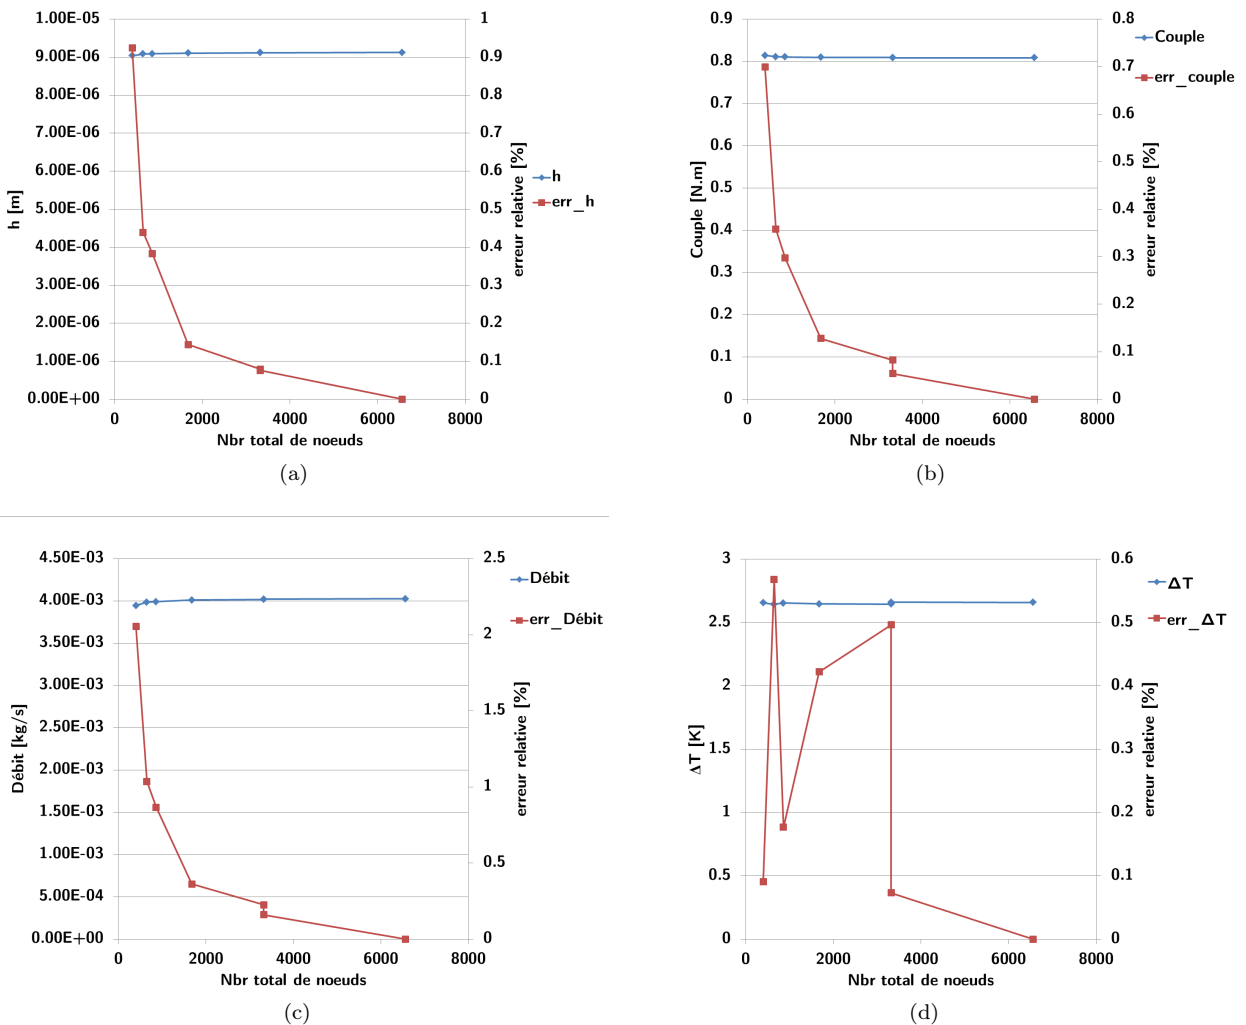 1.00E-05
9.00E-06
8.00E-06
7.00E-06
6.00E-06
5.00E-06
4.00E-06
3.00E-06
2.00E-06
1.00E-06
0.00E+00
h [m]
1
0.9
0.8
0.7
0.6
0.5
0.4
0.3
0.2
0.1
0
erreur relative [%]
h
err_h
0 2000 4000 6000 8000
Nbr total de noeuds
(a)
0.9
0.8
0.7
0.6
0.5
0.4
0.3
0.2
0.1
0
Couple [N.m]
0.8
0.7
0.6
0.5
0.4
0.3
0.2
0.1
0
erreur relative [%]
Couple
err_couple
0 2000 4000 6000 8000
Nbr total de noeuds
(b)
4.50E-03
4.00E-03
3.50E-03
3.00E-03
2.50E-03
2.00E-03
1.50E-03
1.00E-03
5.00E-04
0.00E+00
Débit [kg/s]
2.5
2
1.5
1
0.5
0
erreur relative [%]
Débit
err_Débit
0 2000 4000 6000 8000
Nbr total de noeuds
(c)
3
2.5
2
1.5
1
0.5
0
ΔT [K]
0.6
0.5
0.4
0.3
0.2
0.1
0
erreur relative [%]
ΔT
err_ΔT
0 2000 4000 6000 8000
Nbr total de noeuds
(d)